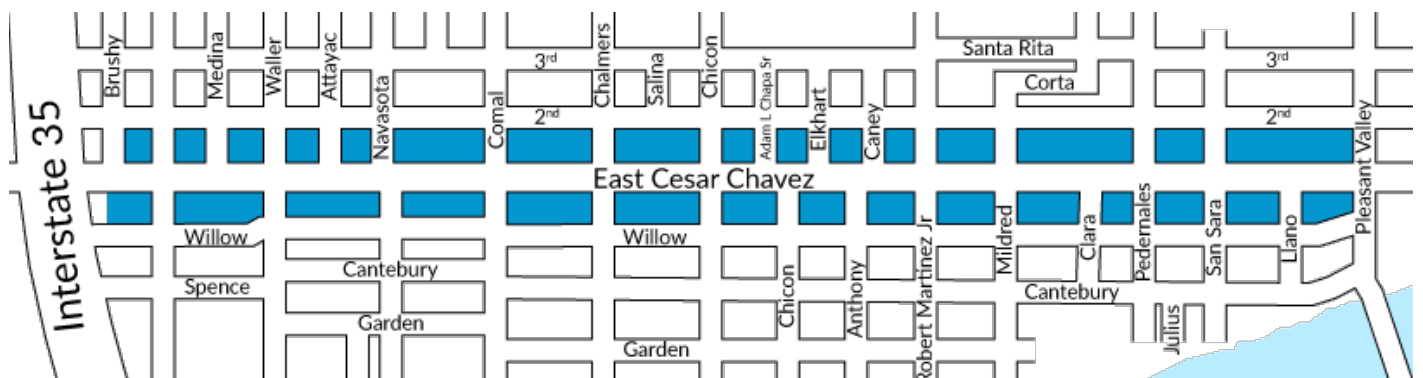 Interstate 35
Brushy
Medina
Waller
Attayac
Navasota
Comal
Chalmers
Salina
Chicon
Adam L Chapa Sr
Elkhart
Caney
Santa Rita
Corta
3rd
3rd
2nd
2nd
Pleasant Valley
East Cesar Chavez
Willow
Willow
Cantebury
Spence
Garden
Garden
Chicon
Anthony
Robert Martinez Jr
Mildred
Clara
Pedernales
San Sara
Llano
Cantebury
Julius